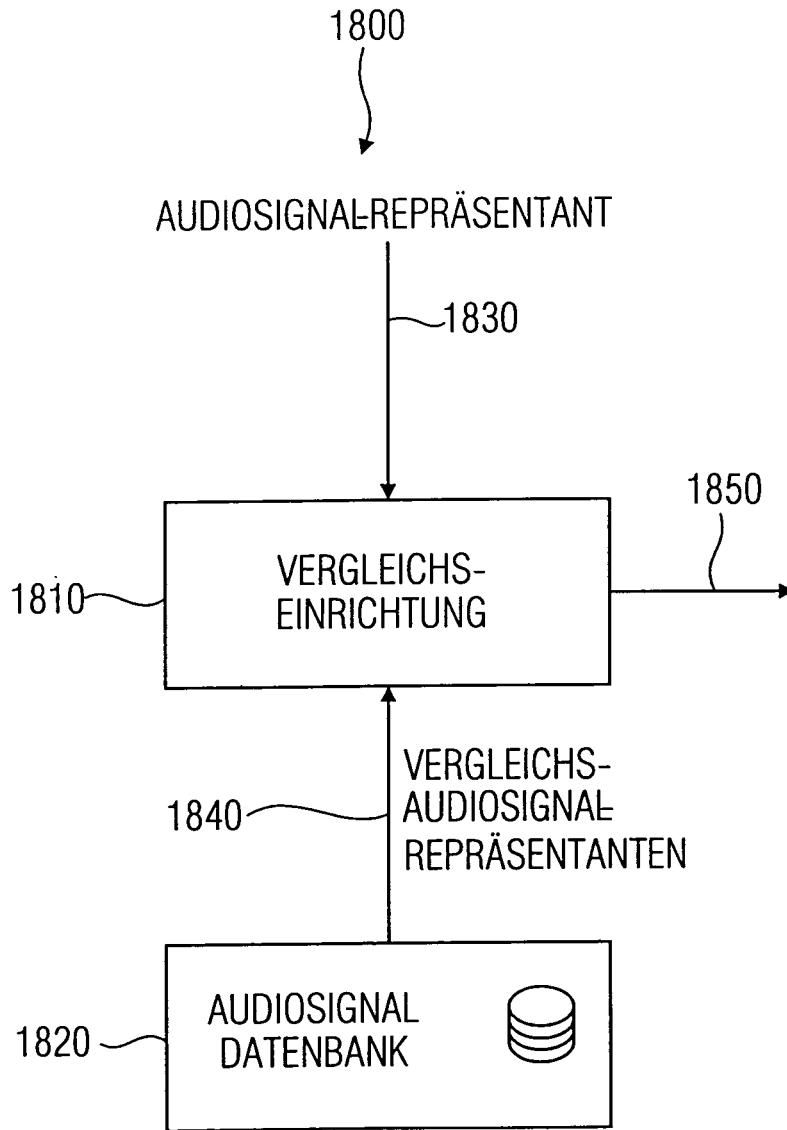 1800
AUDIOSIGNAL-REPRÄSENTANT
1830
1850
VERGLEICHS-
EINRICHTUNG
1810
VERGLEICHS-
AUDIOSIGNAL-
REPRÄSENTANTEN
1840
AUDIOSIGNAL
DATENBANK
1820